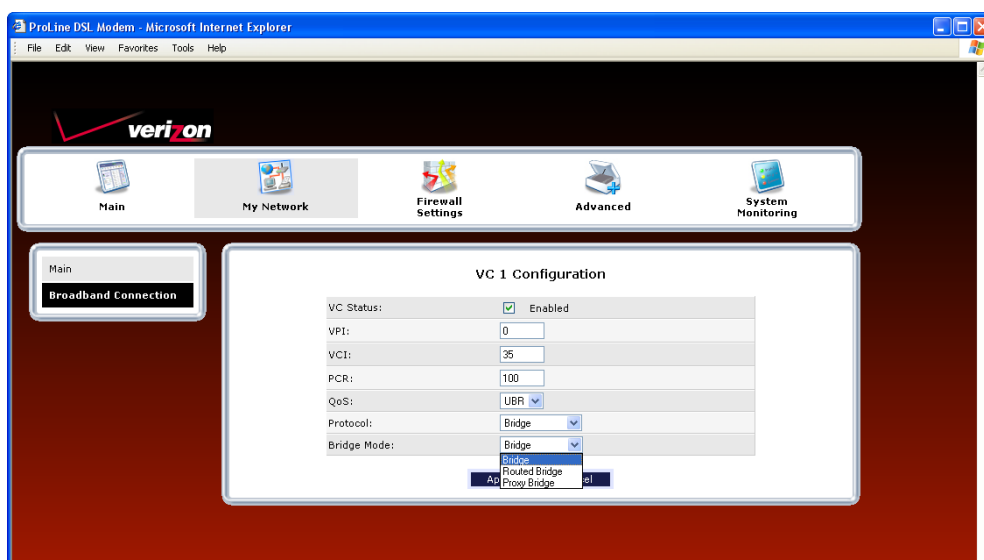 ProLine DSL Modem - Microsoft Internet Explorer
File Edit View Favorites Tools Help
verizon
Main
My Network
Firewall
Settings
Advanced
System
Monitoring
Main
Broadband Connection
VC 1 Configuration
VC Status: Enabled
VPI: 0
VCI: 35
PCR: 100
QoS: UBR
Protocol: Bridge
Bridge Mode: Bridge
Bridge
Routed Bridge
Proxy Bridge